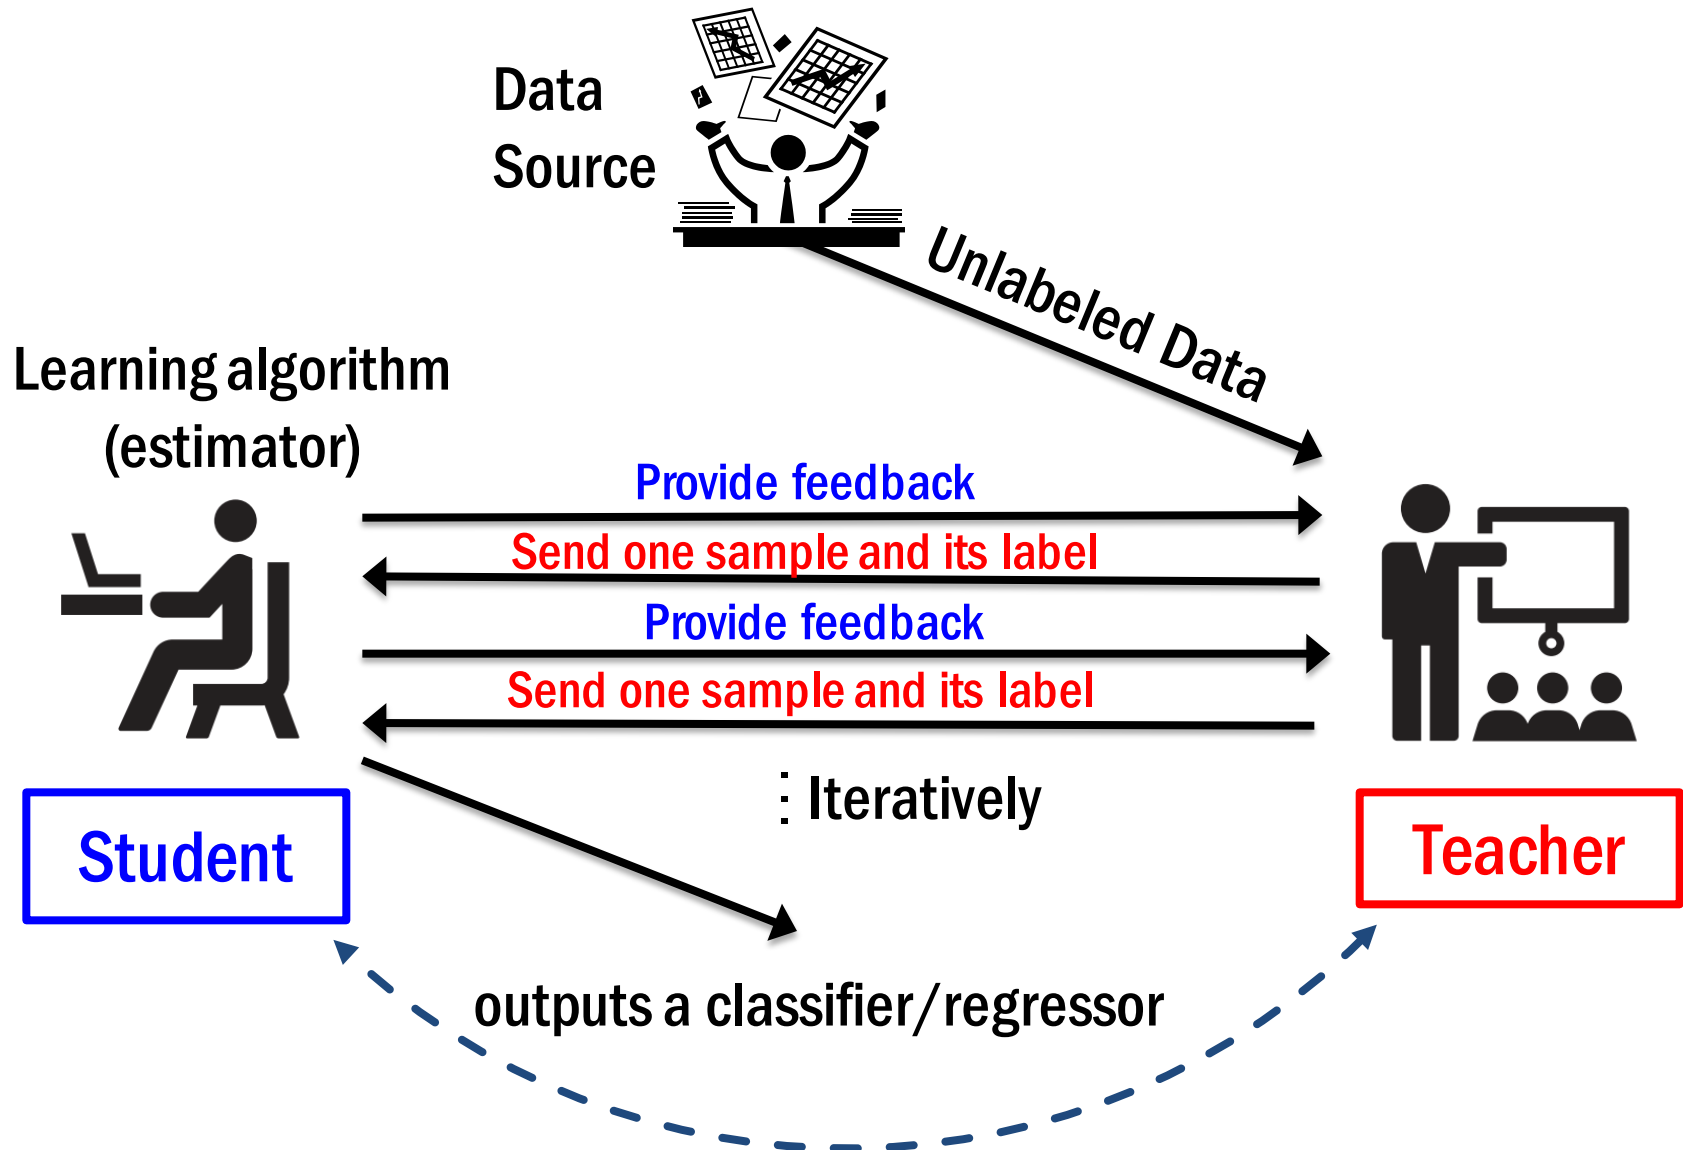 Data
Source
Unlabeled Data
Learning algorithm
(estimator)
Provide feedback
Send one sample and its label
Provide feedback
Send one sample and its label
Iteratively
Student
Teacher
outputs a classifier/regressor